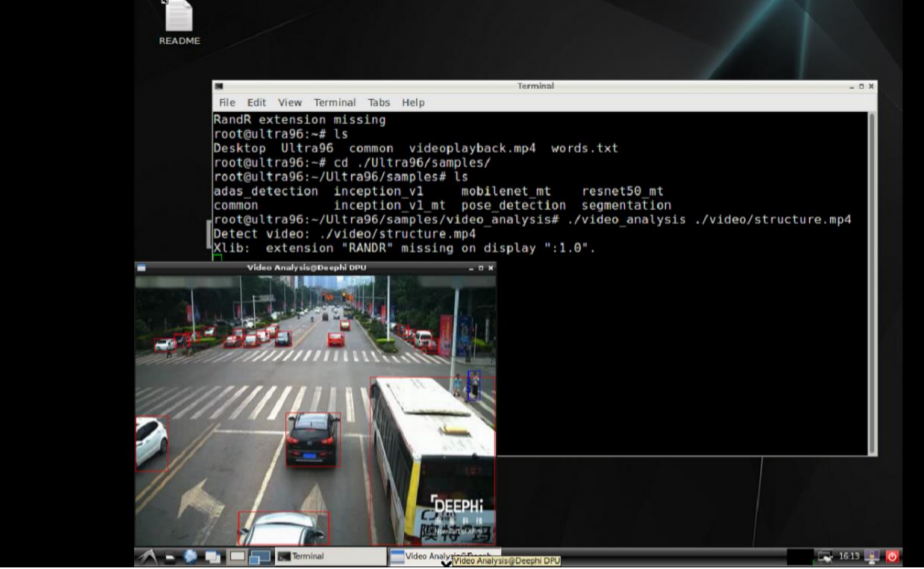 README
Terminal
File Edit View Terminal Tabs Help
RandR extension missing
root@ultra96:~# ls
Desktop Ultra96 common videoplayback.mp4 words.txt
root@ultra96:~# cd ./Ultra96/samples/
root@ultra96:~/Ultra96/samples# ls
adas_detection inception_v1 mobilenet_mt resnet50_mt
common inception_v1_mt pose_detection segmentation
root@ultra96:~/Ultra96/samples/video_analysis# ./video_analysis ./video/structure.mp4
Detect video: ./video/structure.mp4
Xlib: extension "RANDR" missing on display ":1.0".
Video Analysis@Deephi DPU
DEEPHi
Terminal
Video Analysis@Deeph
Video Analysis@Deephi DPU
16:13